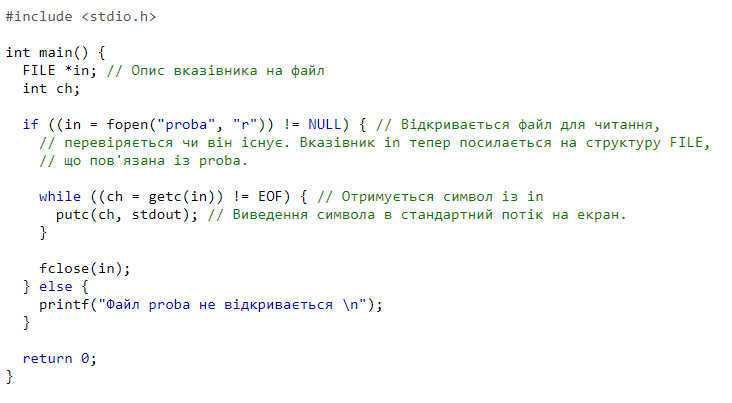 #include <stdio.h>

int main() {
  FILE *in; // Опис вказівника на файл
  int ch;

  if ((in = fopen("proba", "r")) != NULL) { // Відкривається файл для читання,
    // перевіряється чи він існує. Вказівник in тепер посилається на структуру FILE,
    // що пов'язана із proba.

    while ((ch = getc(in)) != EOF) { // Отримується символ із in
      putc(ch, stdout); // Виведення символа в стандартний потік на екран.
    }

    fclose(in);
  } else {
    printf("Файл proba не відкривається \n");
  }

  return 0;
}